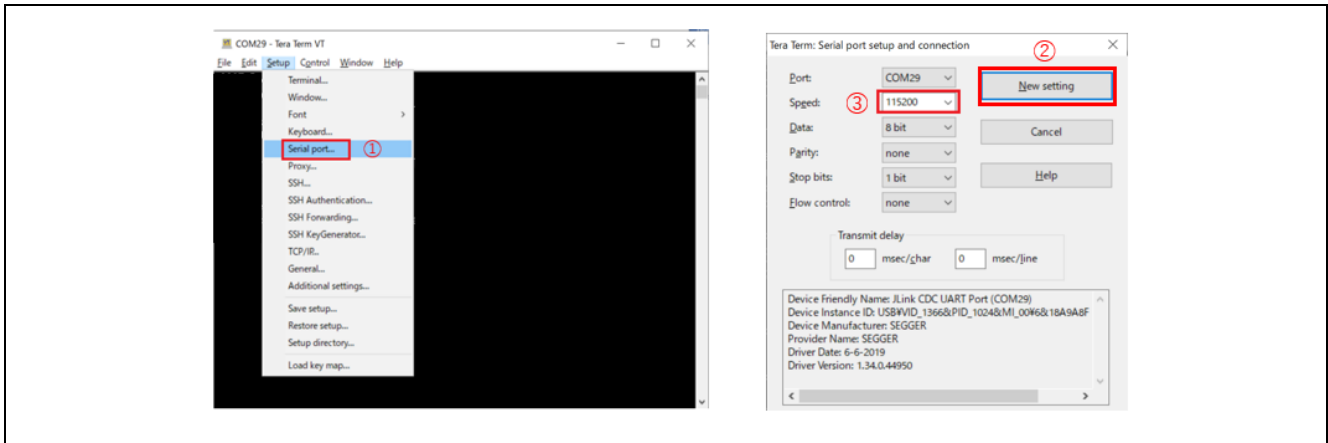 COM29 - Tera Term VT
File Edit Setup Control Window Help
Terminal...
Window...
Font >
Keyboard...
Serial port... ①
Proxy...
SSH...
SSH Authentication...
SSH Forwarding...
SSH KeyGenerator...
TCP/IP...
General...
Additional settings...
Save setup...
Restore setup...
Setup directory...
Load key map...
Tera Term: Serial port setup and connection
②
Port: COM29 New setting
Speed: ③ 115200
Data: 8 bit Cancel
Parity: none
Stop bits: 1 bit Help
Flow control: none
Transmit delay
0 msec/char 0 msec/line
Device Friendly Name: JLink CDC UART Port (COM29)
Device Instance ID: USB¥VID_1366&PID_1024&MI_00¥6&18A9A8F
Device Manufacturer: SEGGER
Provider Name: SEGGER
Driver Date: 6-6-2019
Driver Version: 1.34.0.44950